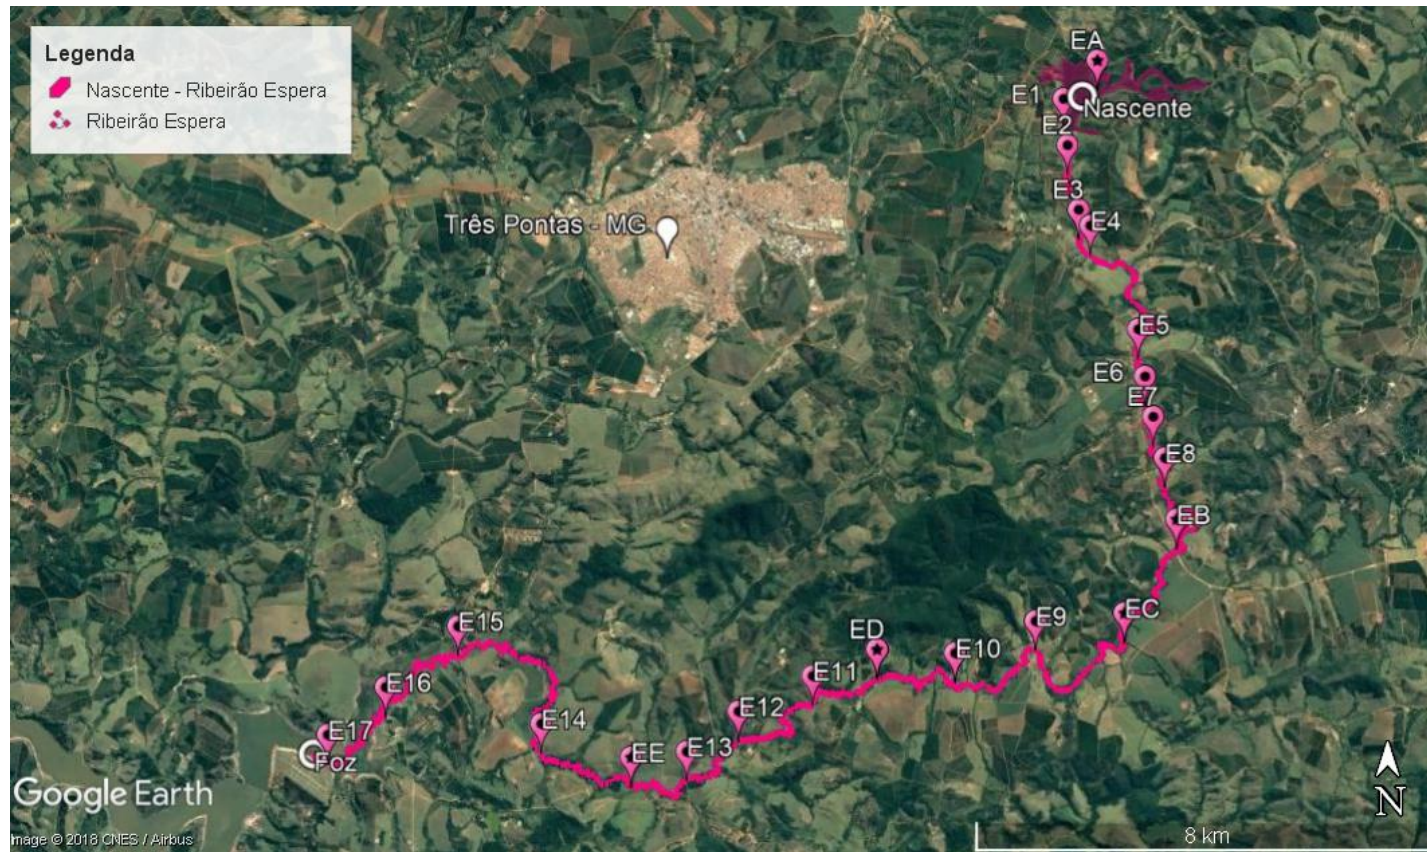 Legenda
Nascente - Ribeirão Espera
Ribeirão Espera
EA
E1
Nascente
E2
E3
E4
Três Pontas - MG
E5
E6
E7
E8
EB
EC
E9
E10
ED
E11
E12
E13
EE
E14
E15
E16
E17
Foz
Google Earth
N
Image © 2018 CNES / Airbus
8 km